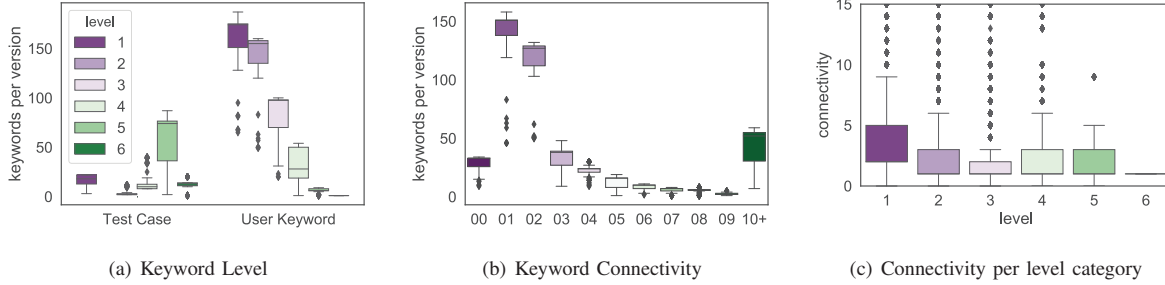 level
1
2
3
4
5
6
keywords per version
150
100
50
0
Test Case
User Keyword
(a) Keyword Level
keywords per version
150
100
50
0
00 01 02 03 04 05 06 07 08 09 10+
(b) Keyword Connectivity
connectivity
15
10
5
0
1 2 3 4 5 6
level
(c) Connectivity per level category